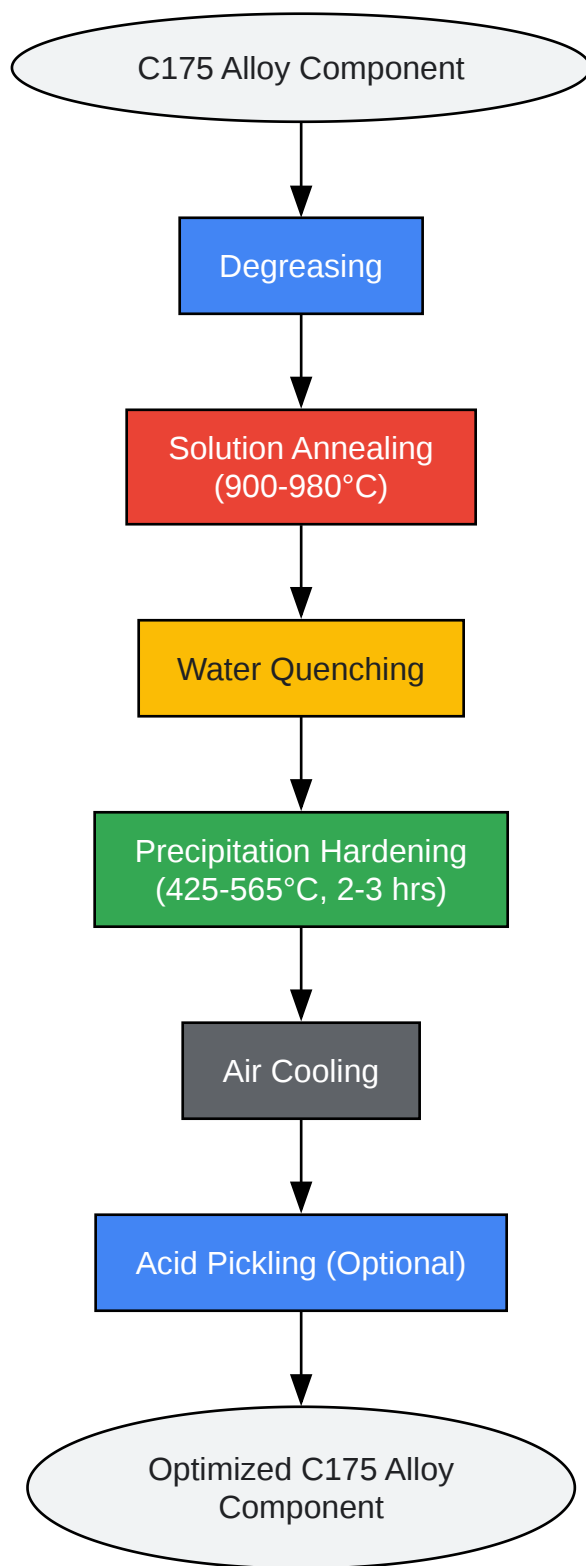 C175 Alloy Component
Degreasing
Solution Annealing
(900-980°C)
Water Quenching
Precipitation Hardening
(425-565°C, 2-3 hrs)
Air Cooling
Acid Pickling (Optional)
Optimized C175 Alloy
Component